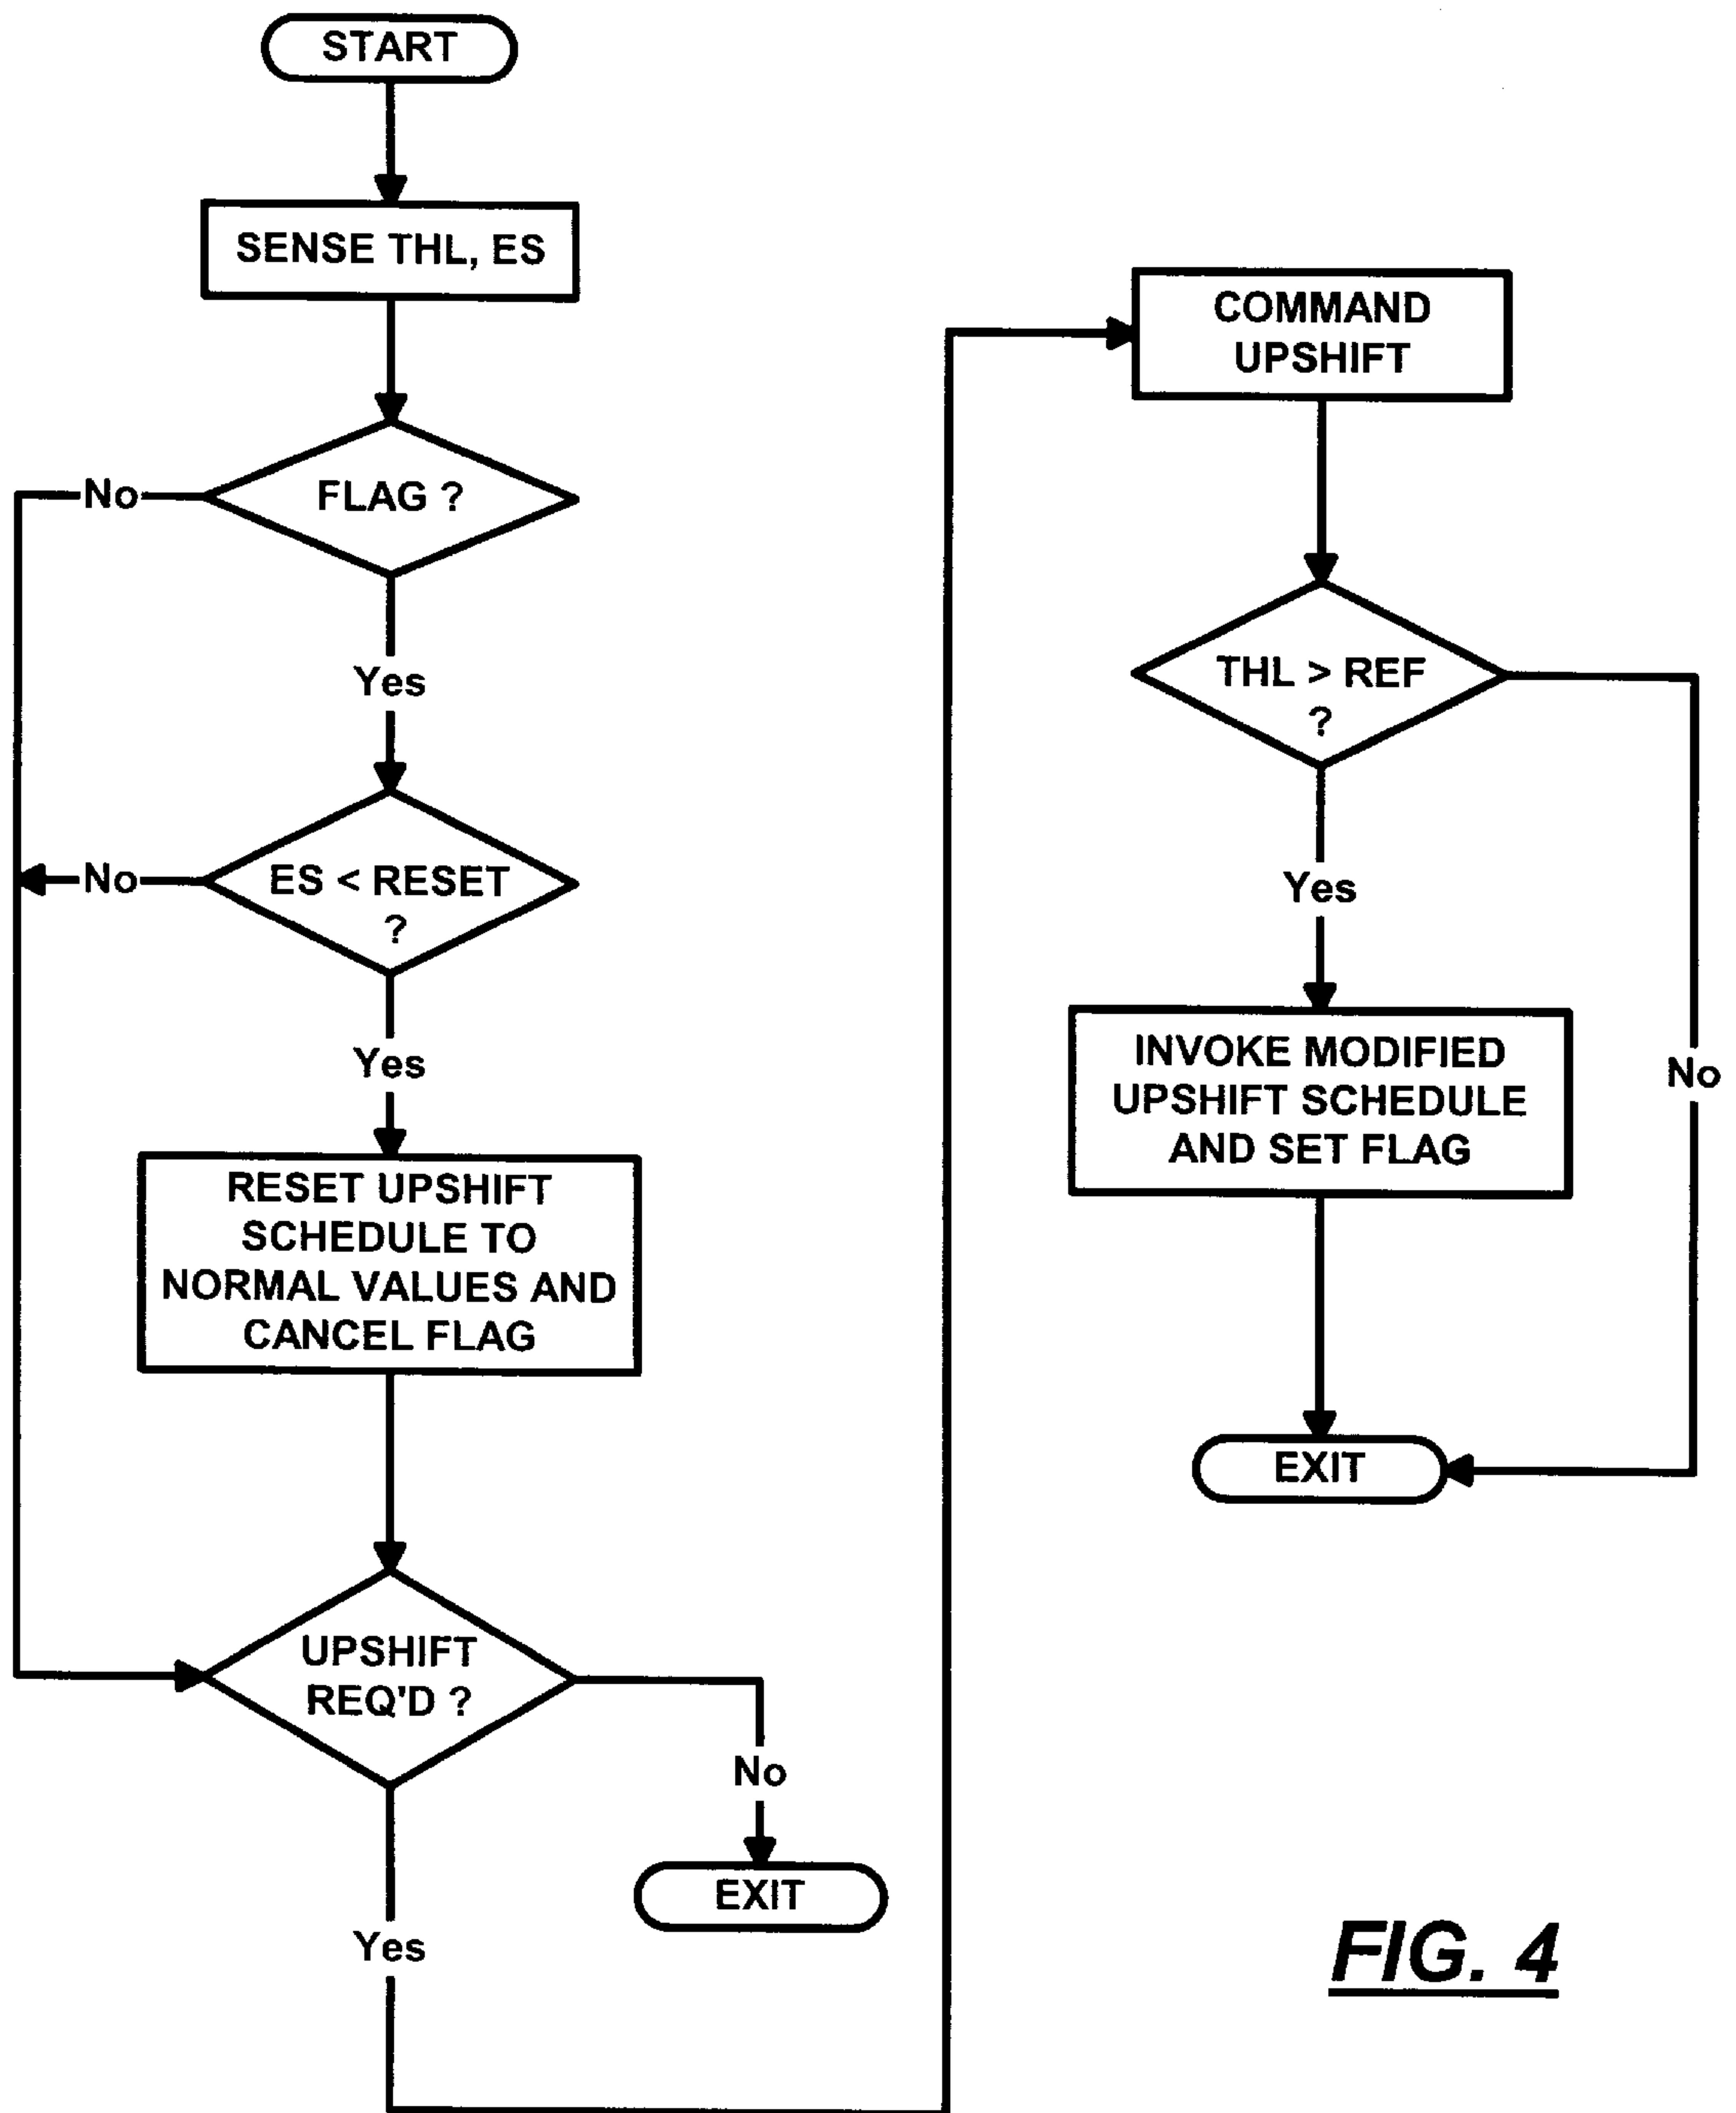 START
SENSE THL, ES
FLAG ?
No
Yes
ES < RESET
?
No
Yes
RESET UPSHIFT
SCHEDULE TO
NORMAL VALUES AND
CANCEL FLAG
UPSHIFT
REQ'D ?
No
EXIT
Yes
COMMAND
UPSHIFT
THL > REF
?
Yes
No
INVOKE MODIFIED
UPSHIFT SCHEDULE
AND SET FLAG
EXIT
FIG. 4